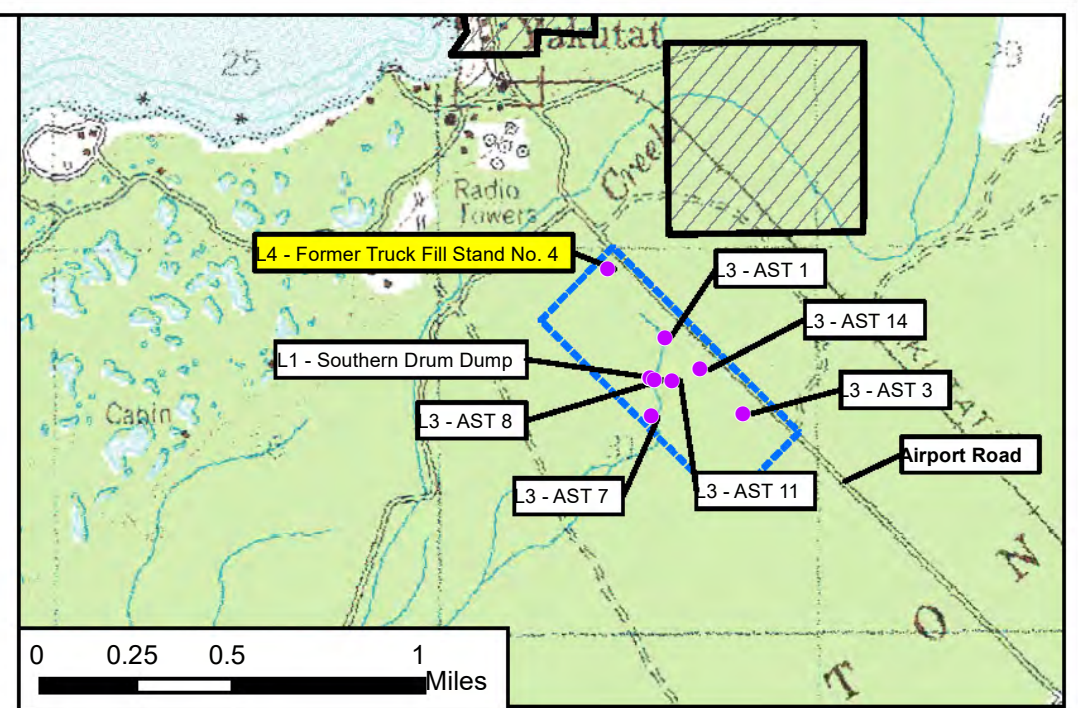 Yakutat
25
Creek
Radio
Towers
L4 - Former Truck Fill Stand No. 4
L3 - AST 1
L3 - AST 14
L1 - Southern Drum Dump
L3 - AST 3
L3 - AST 8
Cabin
31
Airport Road
L3 - AST 7
L3 - AST 11
N
O
T
0 0.25 0.5 1
Miles